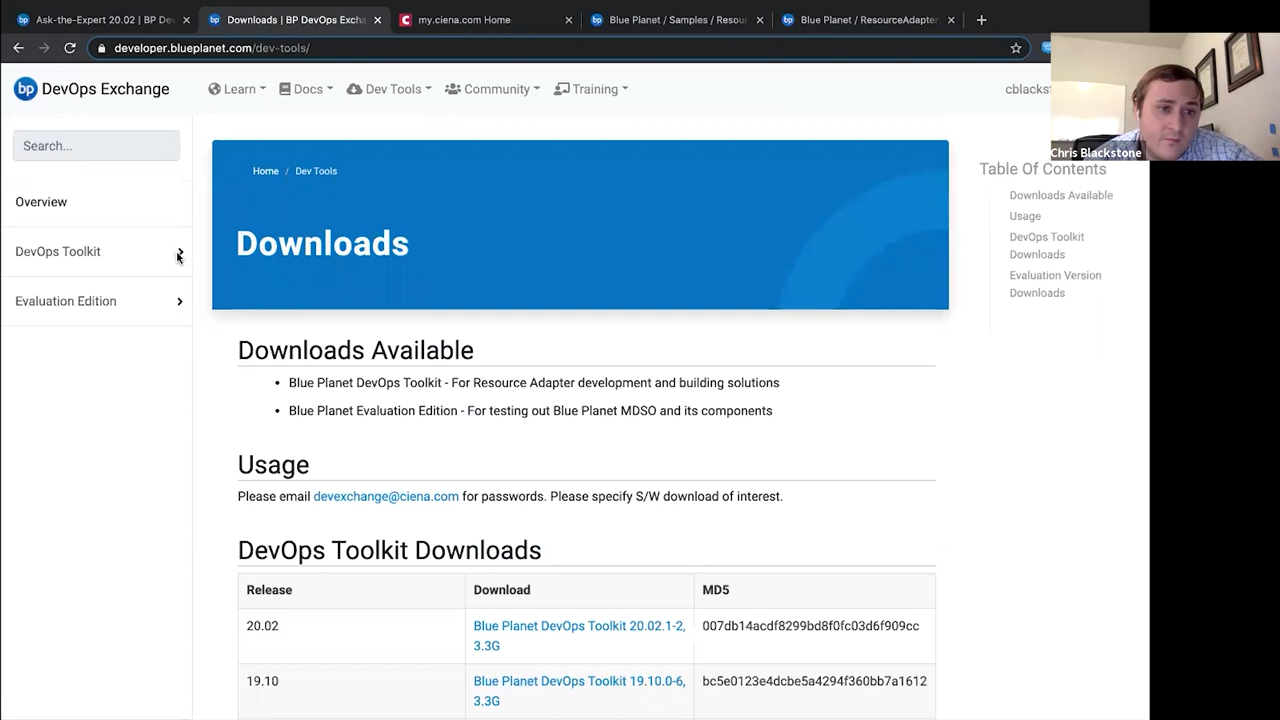 Ask-the-Expert 20.02 | BP Dev
Downloads | BP DevOps Excha
my.ciena.com Home
Blue Planet / Samples / Resour
Blue Planet / ResourceAdapter
developer.blueplanet.com/dev-tools/
bp DevOps Exchange
Learn
Docs
Dev Tools
Community
Training
cblackst
Chris Blackstone
Search...
Overview
DevOps Toolkit
Evaluation Edition
Home / Dev Tools
Downloads
Table Of Contents
Downloads Available
Usage
DevOps Toolkit
Downloads
Evaluation Version
Downloads
Downloads Available
• Blue Planet DevOps Toolkit - For Resource Adapter development and building solutions
• Blue Planet Evaluation Edition - For testing out Blue Planet MDSO and its components
Usage
Please email devexchange@ciena.com for passwords. Please specify S/W download of interest.
DevOps Toolkit Downloads
Release Download MD5
20.02 Blue Planet DevOps Toolkit 20.02.1-2, 007db14acdf8299bd8f0fc03d6f909cc
3.3G
19.10 Blue Planet DevOps Toolkit 19.10.0-6, bc5e0123e4dcbe5a4294f360bb7a1612
3.3G